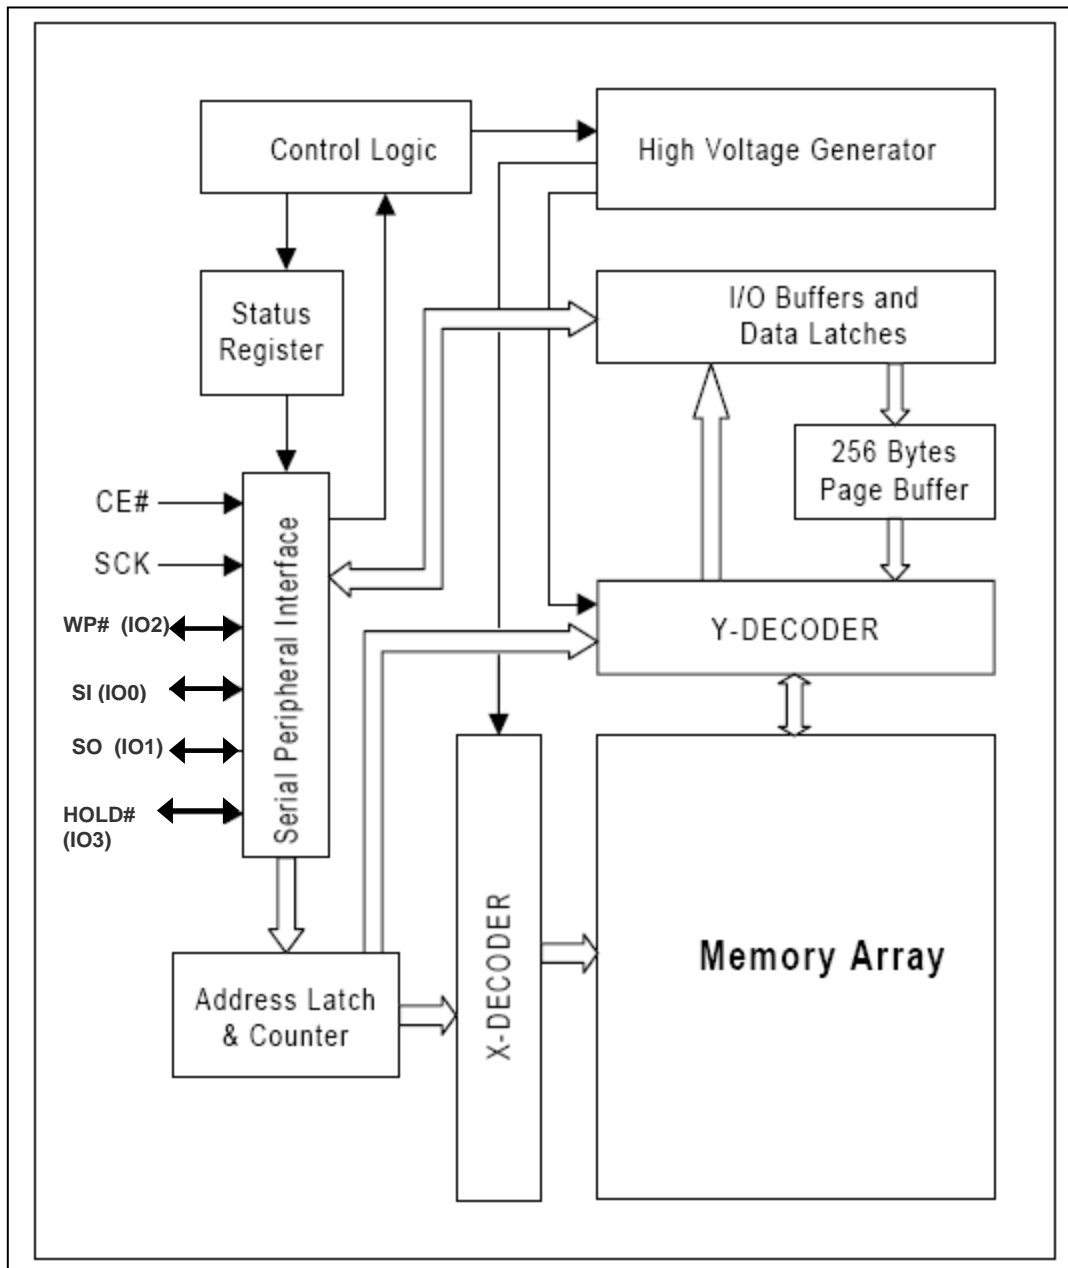 Control Logic
High Voltage Generator
Status
Register
I/O Buffers and
Data Latches
256 Bytes
Page Buffer
CE#
SCK
WP# (IO2)
SI (IO0)
SO (IO1)
HOLD#
(IO3)
Serial Peripheral Interface
Y-DECODER
X-DECODER
Memory Array
Address Latch
& Counter